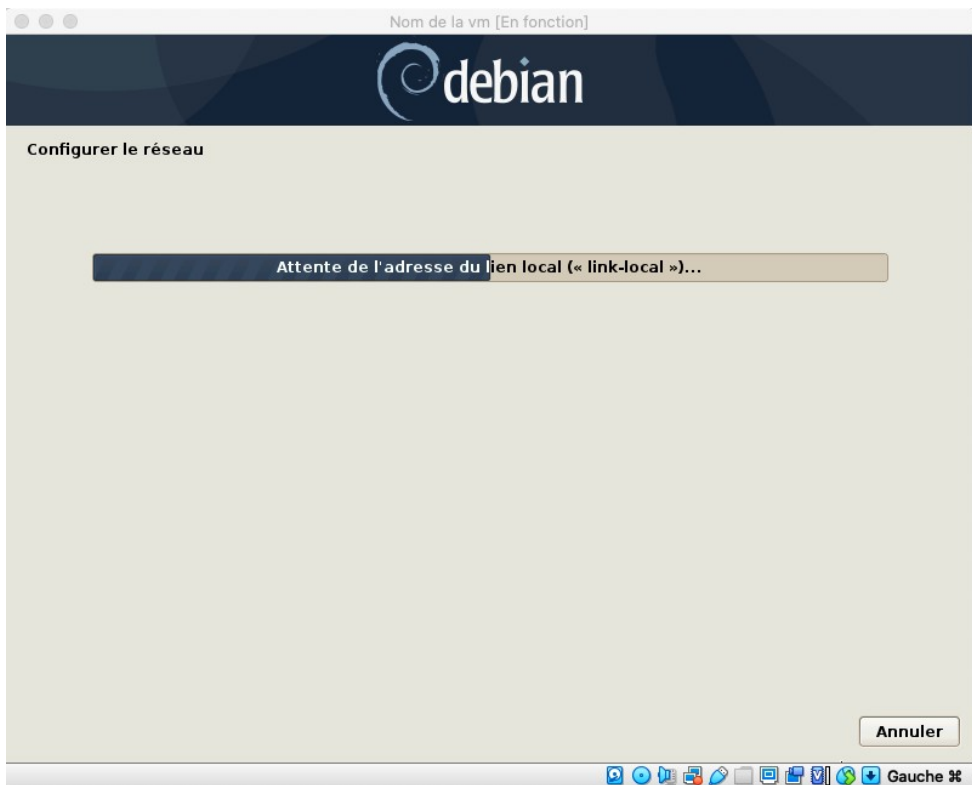 Nom de la vm [En fonction]
debian
Configurer le réseau
Attente de l'adresse du lien local (« link-local »)...
Annuler
Gauche ⌘